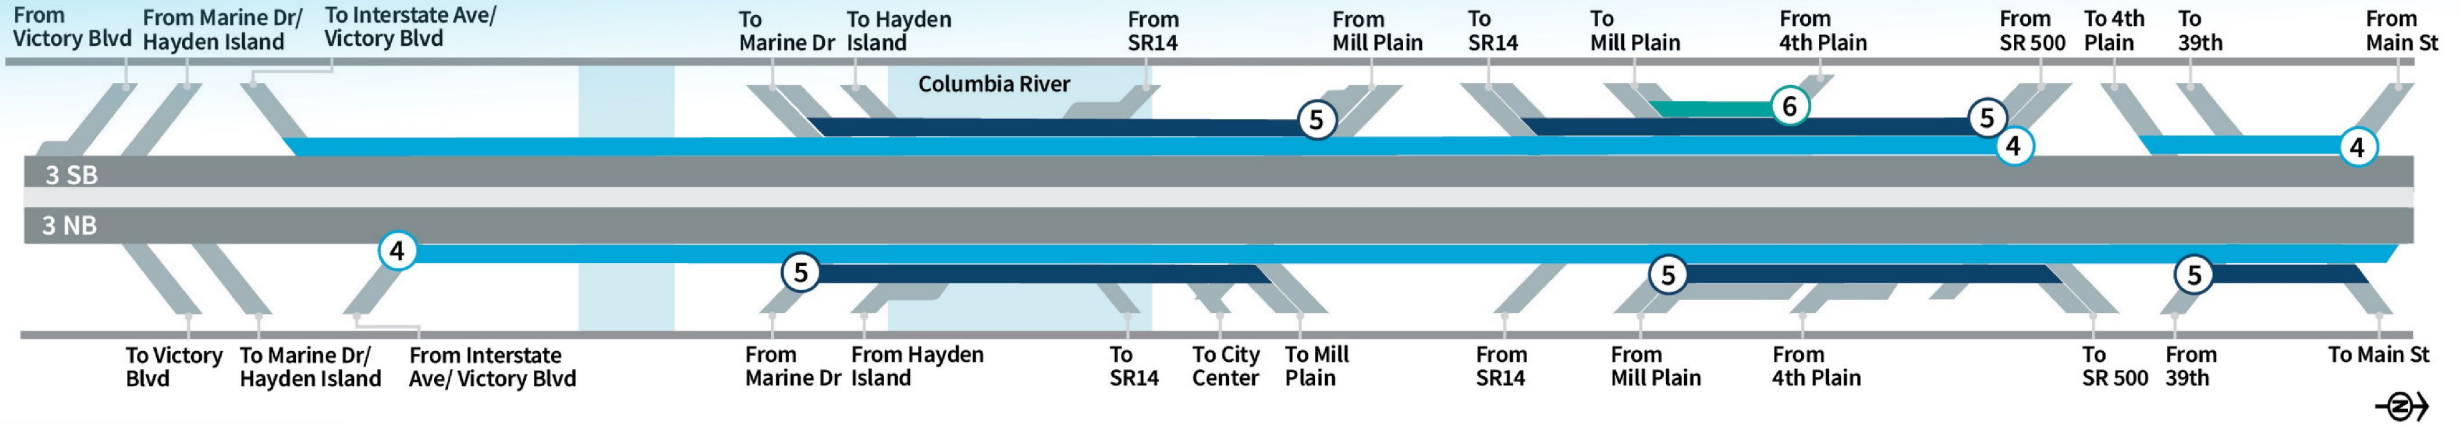 From
Victory Blvd
From Marine Dr/
Hayden Island
To Interstate Ave/
Victory Blvd
To
Marine Dr
To Hayden
Island
From
SR14
From
Mill Plain
To
SR14
To
Mill Plain
From
4th Plain
From
SR 500
To 4th
Plain
To
39th
From
Main St
Columbia River
5
6
5
4
4
3 SB
3 NB
4
5
5
5
To Victory
Blvd
To Marine Dr/
Hayden Island
From Interstate
Ave/ Victory Blvd
From
Marine Dr
From Hayden
Island
To
SR14
To City
Center
To Mill
Plain
From
SR14
From
Mill Plain
From
4th Plain
To
SR 500
From
39th
To Main St
N